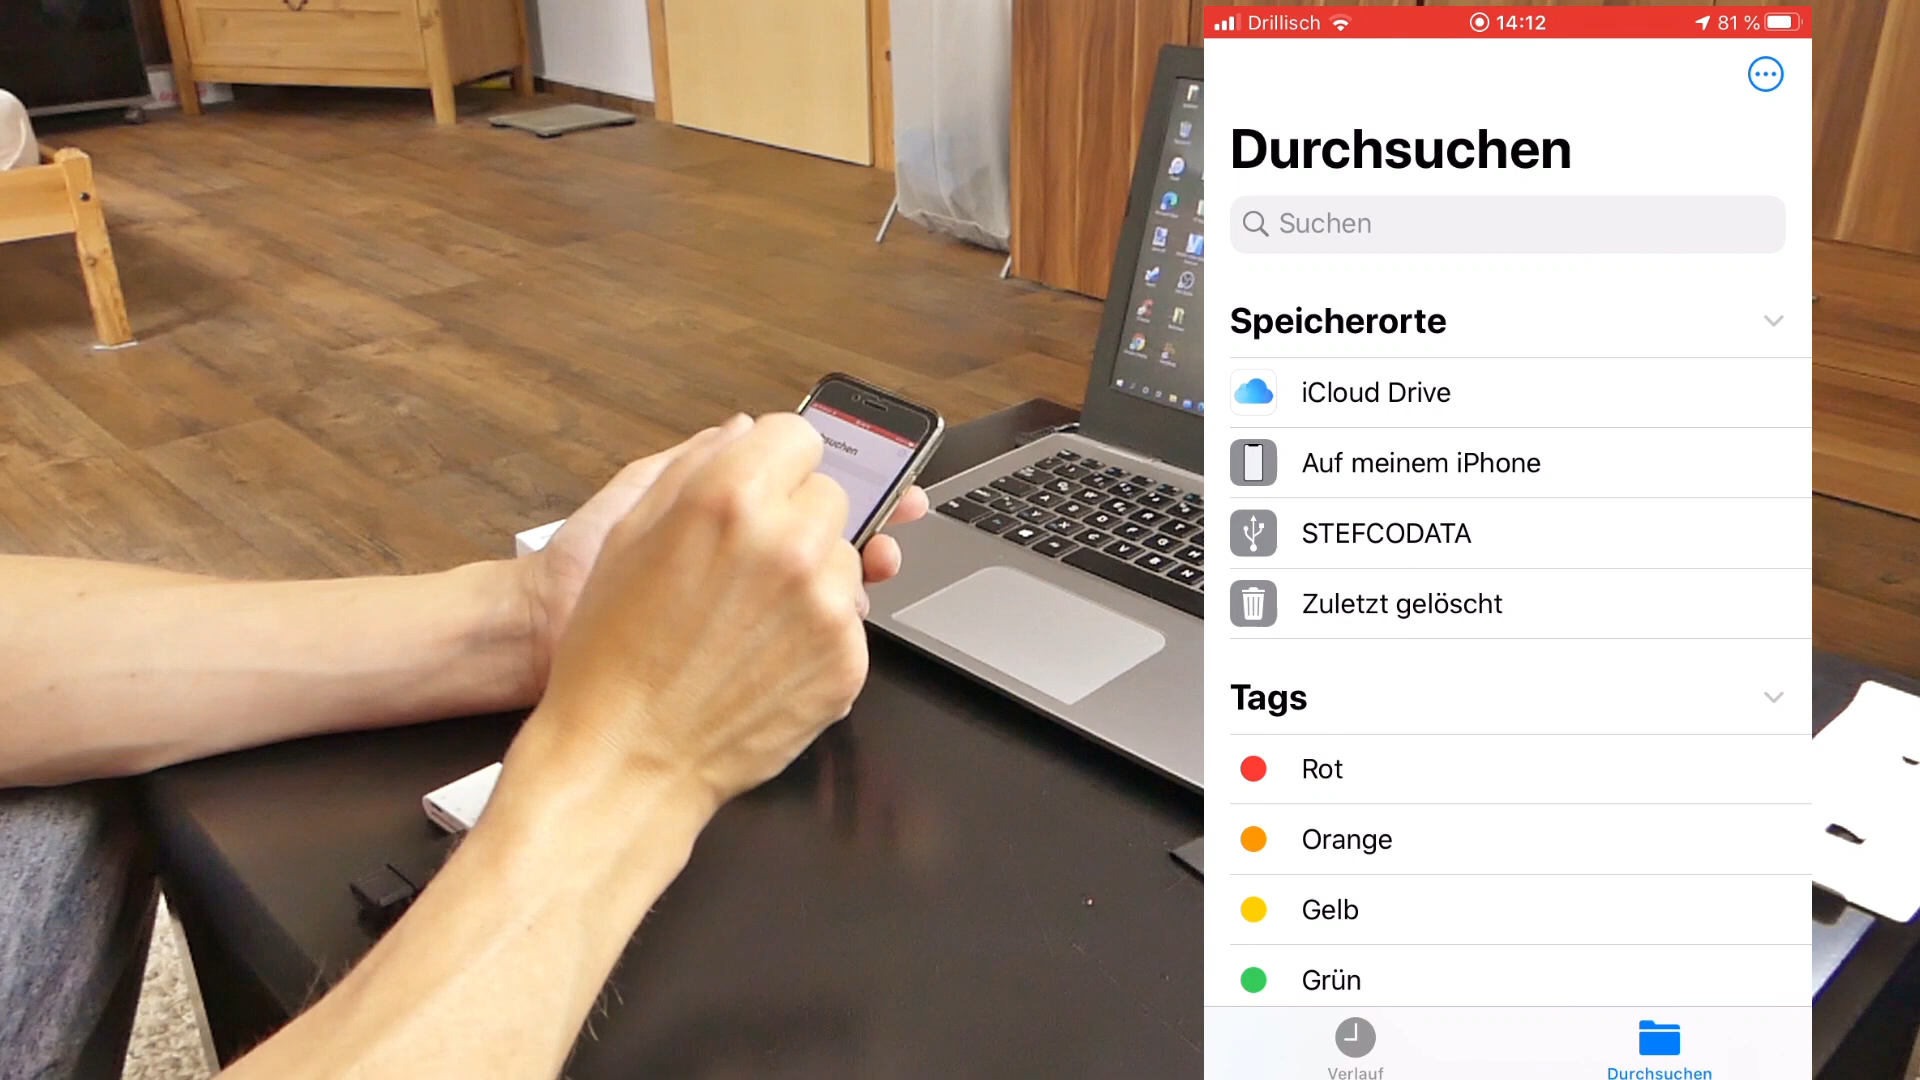 Drillisch 14:12 81 %
Durchsuchen
Suchen
Speicherorte
iCloud Drive
Auf meinem iPhone
STEFCODATA
Zuletzt gelöscht
Tags
Rot
Orange
Gelb
Grün
Verlauf Durchsuchen